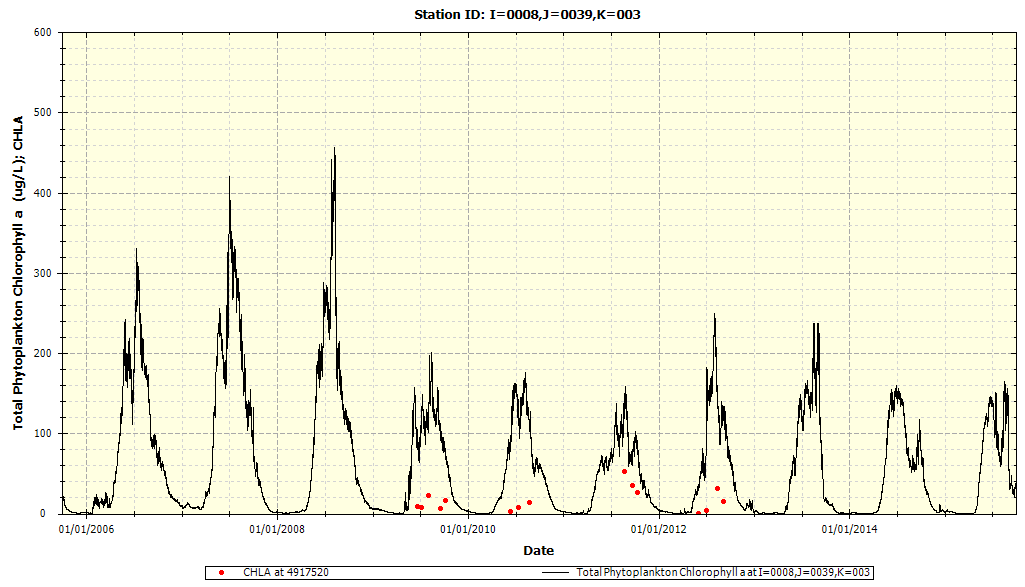 Station ID: I=0008,J=0039,K=003
Total Phytoplankton Chlorophyll a (ug/L); CHLA
600
500
400
300
200
100
0
01/01/2006 01/01/2008 01/01/2010 01/01/2012 01/01/2014
Date
CHLA at 4917520 Total Phytoplankton Chlorophyll a at I=0008,J=0039,K=003